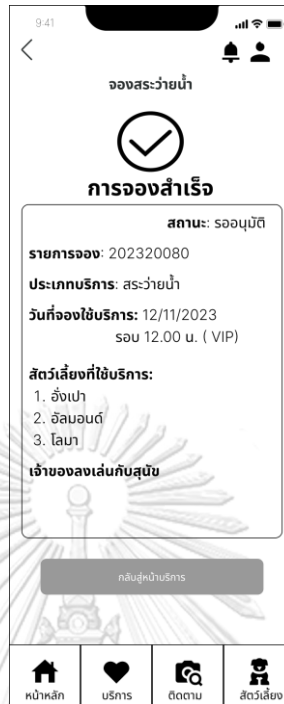 9:41
จองสระว่ายน้ำ
การจองสำเร็จ
สถานะ: รออนุมัติ
รายการจอง: 202320080
ประเภทบริการ: สระว่ายน้ำ
วันที่จองใช้บริการ: 12/11/2023
รอบ 12.00 น. ( VIP)
สัตว์เลี้ยงที่ใช้บริการ:
1. อั่งเปา
2. อัลมอนด์
3. โลมา
เจ้าของลงเล่นกับสุนัข
กลับสู่หน้าบริการ
หน้าหลัก บริการ ติดตาม สัตว์เลี้ยง